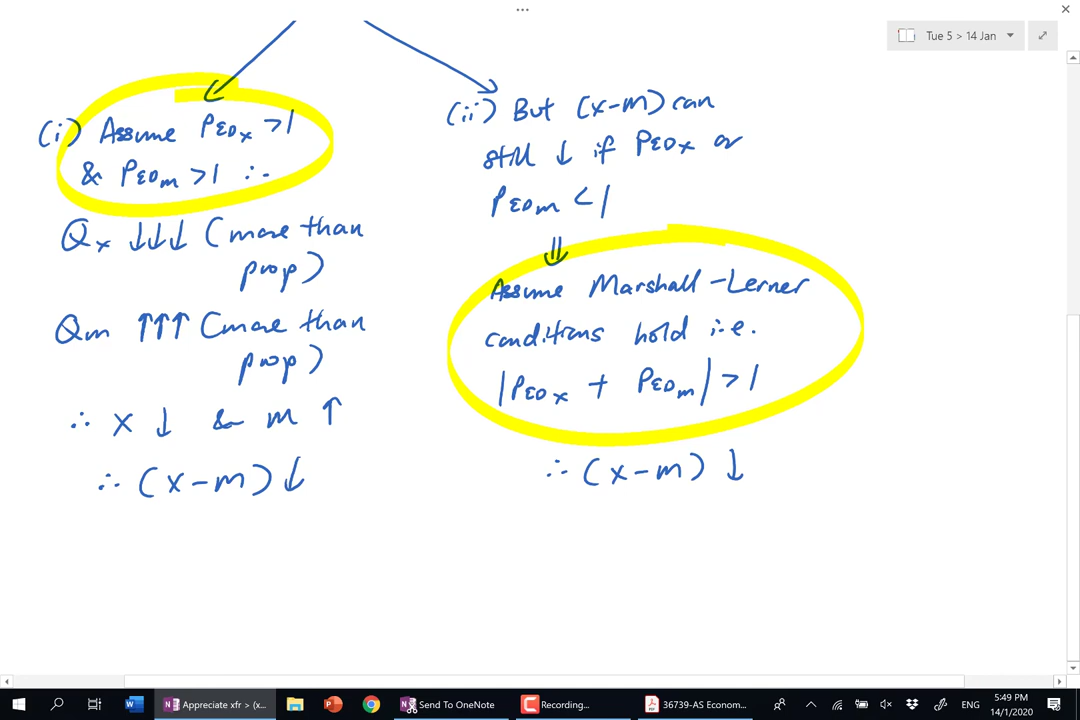 Tue 5 > 14 Jan
(i) Assume PEDx >1
& PEDm >1 ∴
Qx ↓↓↓ (more than
prop)
Qm ↑↑↑ (more than
prop)
∴ X ↓ & M ↑
∴ (X-M) ↓
(ii) But (X-M) can
still ↓ if PEDx or
PEDm < 1
⇓
Assume Marshall-Lerner
conditions hold i.e.
|PEDx + PEDm| > 1
∴ (X-M) ↓
Appreciate xfr > (x...
Send To OneNote
Recording...
36739-AS Econom...
ENG
5:49 PM
14/1/2020